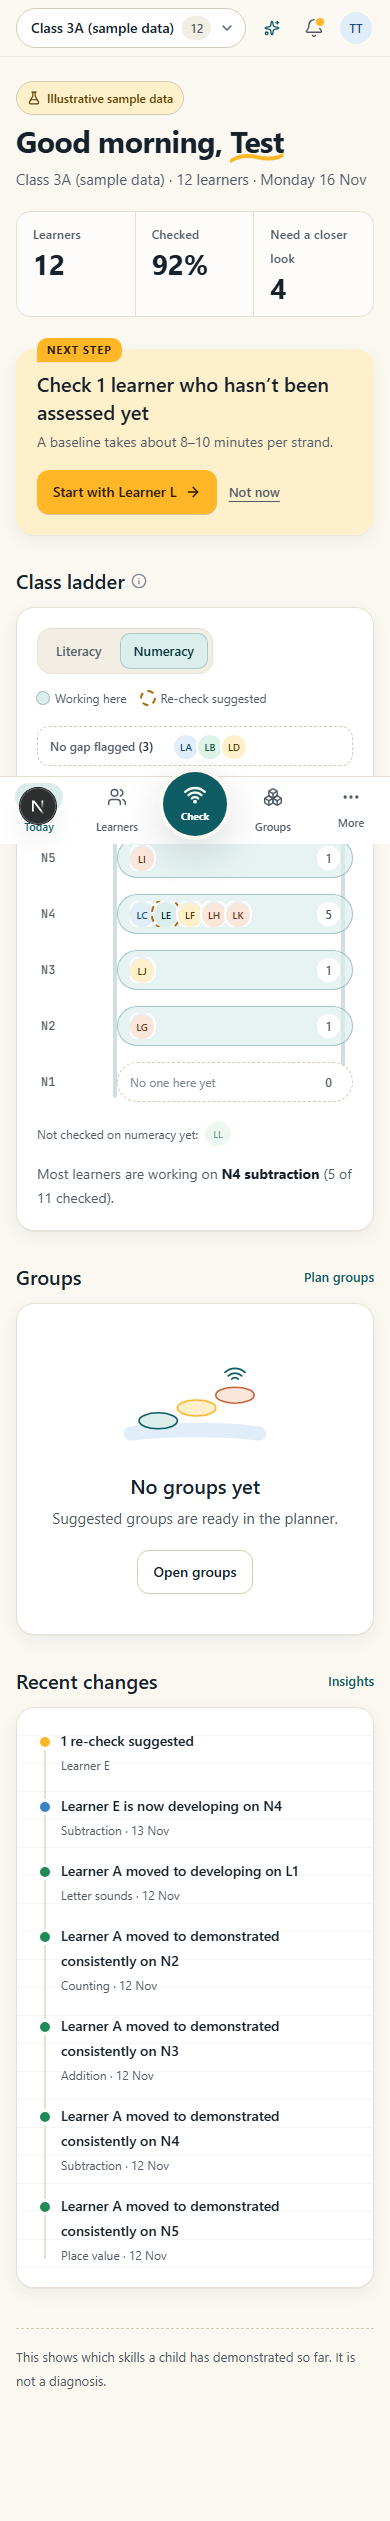 Class 3A (sample data) 12
TT
Illustrative sample data
Good morning, Test
Class 3A (sample data) · 12 learners · Monday 16 Nov
Learners
12
Checked
92%
Need a closer
look
4
NEXT STEP
Check 1 learner who hasn’t been
assessed yet
A baseline takes about 8–10 minutes per strand.
Start with Learner L
Not now
Class ladder
Literacy
Numeracy
Working here
Re-check suggested
No gap flagged (3) LA LB LD
N
Today
Learners
Check
Groups
More
N5 LI 1
N4 LC LE LF LH LK 5
N3 LJ 1
N2 LG 1
N1 No one here yet 0
Not checked on numeracy yet: LL
Most learners are working on N4 subtraction (5 of
11 checked).
Groups
Plan groups
No groups yet
Suggested groups are ready in the planner.
Open groups
Recent changes
Insights
1 re-check suggested
Learner E
Learner E is now developing on N4
Subtraction · 13 Nov
Learner A moved to developing on L1
Letter sounds · 12 Nov
Learner A moved to demonstrated
consistently on N2
Counting · 12 Nov
Learner A moved to demonstrated
consistently on N3
Addition · 12 Nov
Learner A moved to demonstrated
consistently on N4
Subtraction · 12 Nov
Learner A moved to demonstrated
consistently on N5
Place value · 12 Nov
This shows which skills a child has demonstrated so far. It is
not a diagnosis.